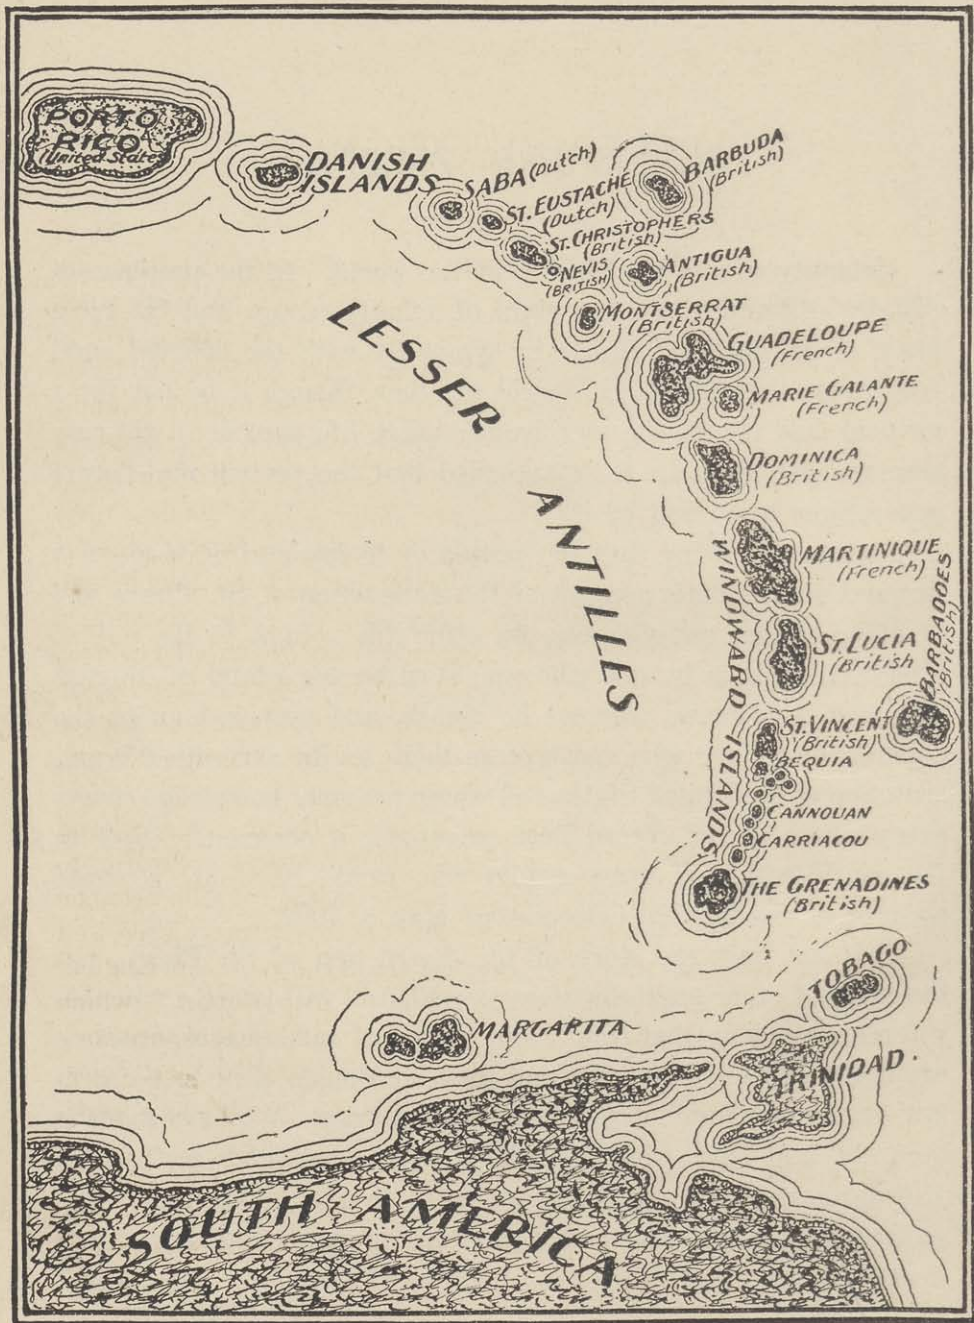 PORTO
RICO
(United States)
DANISH
ISLANDS
SABA (Dutch)
ST. EUSTACHE
(Dutch)
BARBUDA
(British)
ST. CHRISTOPHERS
(British)
NEVIS
(BRITISH)
ANTIGUA
(British)
MONTSERRAT
(British)
GUADELOUPE
(French)
MARIE GALANTE
(French)
DOMINICA
(British)
LESSER
ANTILLES
MARTINIQUE
(French)
WINDWARD ISLANDS
ST. LUCIA
(British
BARBADOES
(British)
ST. VINCENT
(British)
BEQUIA
CANNOUAN
CARRIACOU
THE GRENADINES
(British)
TOBAGO
MARGARITA
TRINIDAD.
SOUTH AMERICA